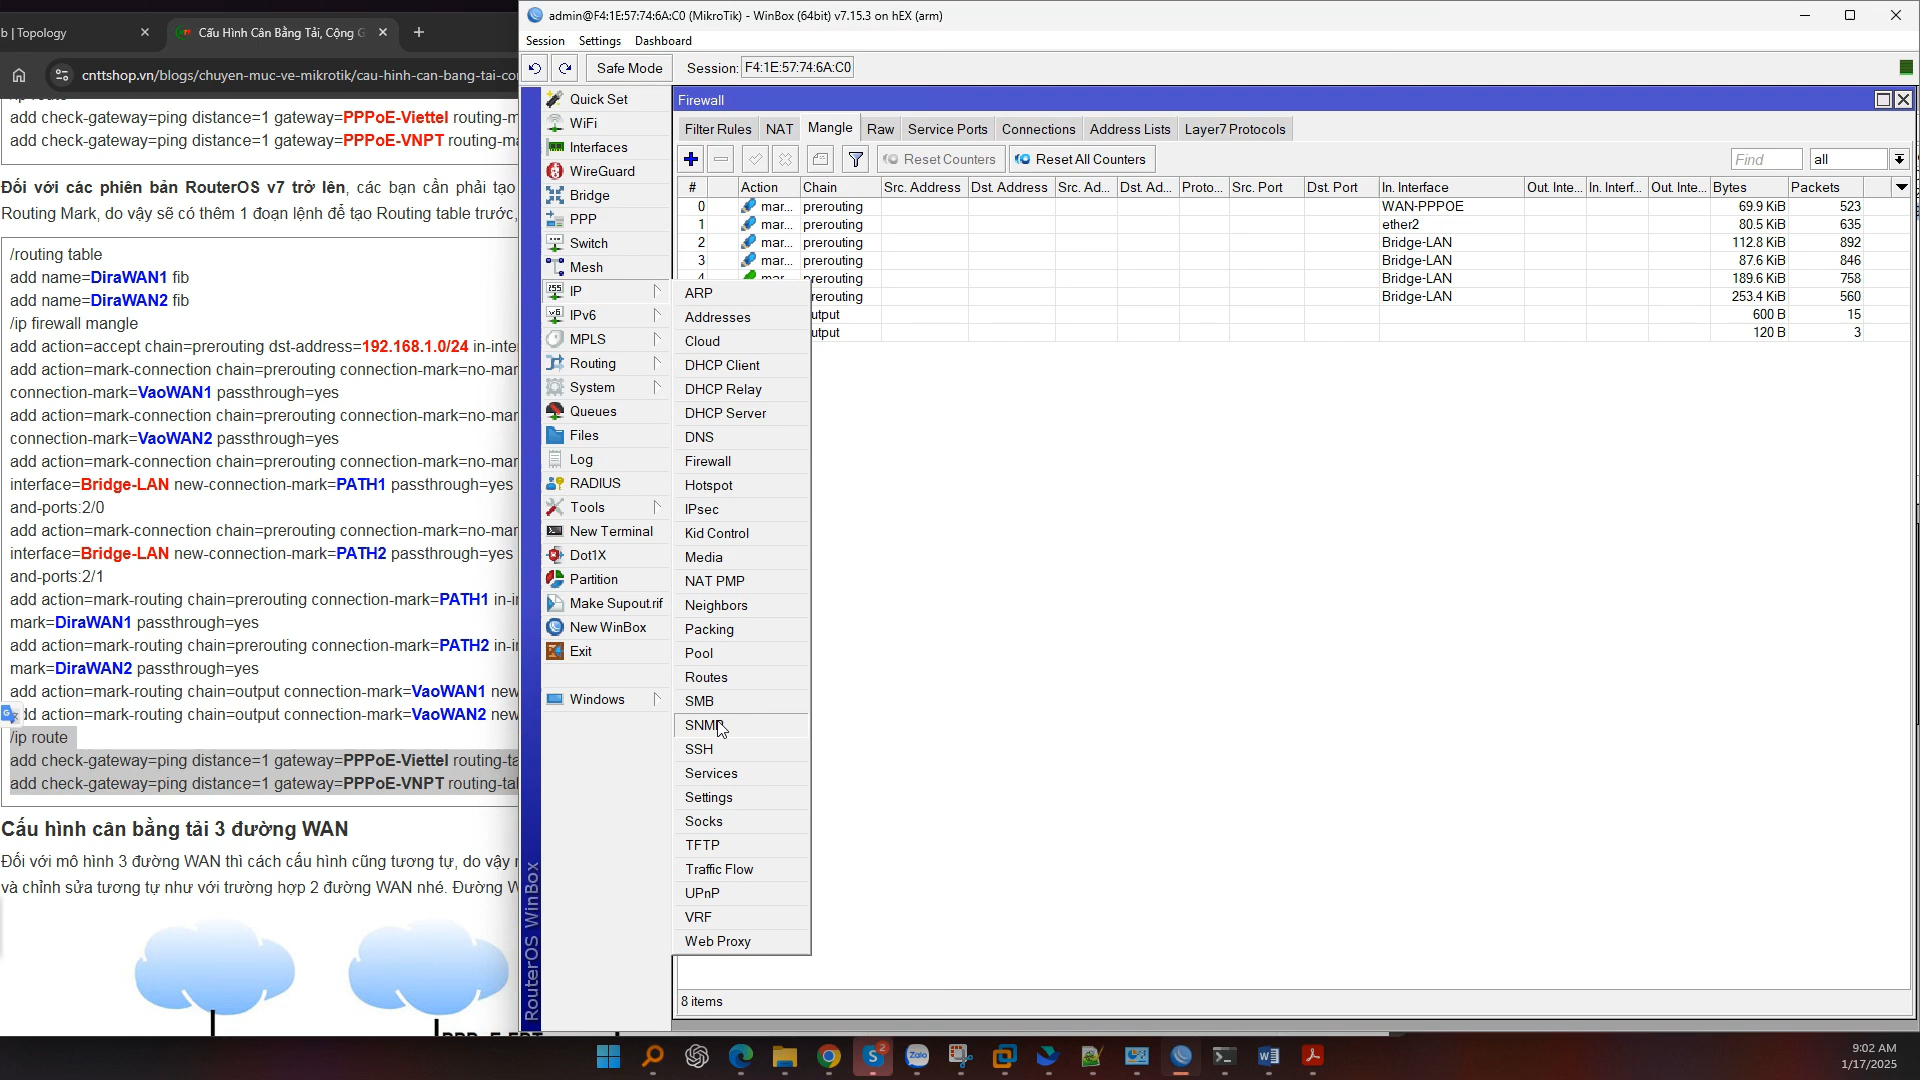 b | Topology
Cấu Hình Cân Bằng Tải, Cộng G
cnttshop.vn/blogs/chuyen-muc-ve-mikrotik/cau-hinh-can-bang-tai-co
/ip route
add check-gateway=ping distance=1 gateway=PPPoE-Viettel routing-m
add check-gateway=ping distance=1 gateway=PPPoE-VNPT routing-ma
Đối với các phiên bản RouterOS v7 trở lên, các bạn cần phải tạo
Routing Mark, do vậy sẽ có thêm 1 đoạn lệnh để tạo Routing table trước,
/routing table
add name=DiraWAN1 fib
add name=DiraWAN2 fib
/ip firewall mangle
add action=accept chain=prerouting dst-address=192.168.1.0/24 in-inte
add action=mark-connection chain=prerouting connection-mark=no-mar
connection-mark=VaoWAN1 passthrough=yes
add action=mark-connection chain=prerouting connection-mark=no-mar
connection-mark=VaoWAN2 passthrough=yes
add action=mark-connection chain=prerouting connection-mark=no-mar
interface=Bridge-LAN new-connection-mark=PATH1 passthrough=yes
and-ports:2/0
add action=mark-connection chain=prerouting connection-mark=no-mar
interface=Bridge-LAN new-connection-mark=PATH2 passthrough=yes
and-ports:2/1
add action=mark-routing chain=prerouting connection-mark=PATH1 in-i
mark=DiraWAN1 passthrough=yes
add action=mark-routing chain=prerouting connection-mark=PATH2 in-i
mark=DiraWAN2 passthrough=yes
add action=mark-routing chain=output connection-mark=VaoWAN1 new
d action=mark-routing chain=output connection-mark=VaoWAN2 new
/ip route
add check-gateway=ping distance=1 gateway=PPPoE-Viettel routing-ta
add check-gateway=ping distance=1 gateway=PPPoE-VNPT routing-tal
Cấu hình cân bằng tải 3 đường WAN
Đối với mô hình 3 đường WAN thì cách cấu hình cũng tương tự, do vậy
và chỉnh sửa tương tự như với trường hợp 2 đường WAN nhé. Đường W
admin@F4:1E:57:74:6A:C0 (MikroTik) - WinBox (64bit) v7.15.3 on hEX (arm)
Session Settings Dashboard
Safe Mode Session: F4:1E:57:74:6A:C0
Quick Set
WiFi
Interfaces
WireGuard
Bridge
PPP
Switch
Mesh
IP
IPv6
MPLS
Routing
System
Queues
Files
Log
RADIUS
Tools
New Terminal
Dot1X
Partition
Make Supout.rif
New WinBox
Exit
Windows
RouterOS WinBox
ARP
Addresses
Cloud
DHCP Client
DHCP Relay
DHCP Server
DNS
Firewall
Hotspot
IPsec
Kid Control
Media
NAT PMP
Neighbors
Packing
Pool
Routes
SMB
SNMP
SSH
Services
Settings
Socks
TFTP
Traffic Flow
UPnP
VRF
Web Proxy
Firewall
Filter Rules NAT Mangle Raw Service Ports Connections Address Lists Layer7 Protocols
Reset Counters Reset All Counters Find all
# Action Chain Src. Address Dst. Address Src. Ad... Dst. Ad... Proto... Src. Port Dst. Port In. Interface Out. Inte... In. Interf... Out. Inte... Bytes Packets
0 mar... prerouting WAN-PPPOE 69.9 KiB 523
1 mar... prerouting ether2 80.5 KiB 635
2 mar... prerouting Bridge-LAN 112.8 KiB 892
3 mar... prerouting Bridge-LAN 87.6 KiB 846
4 mar... prerouting Bridge-LAN 189.6 KiB 758
rerouting Bridge-LAN 253.4 KiB 560
utput 600 B 15
utput 120 B 3
8 items
Zalo
2
9:02 AM
1/17/2025